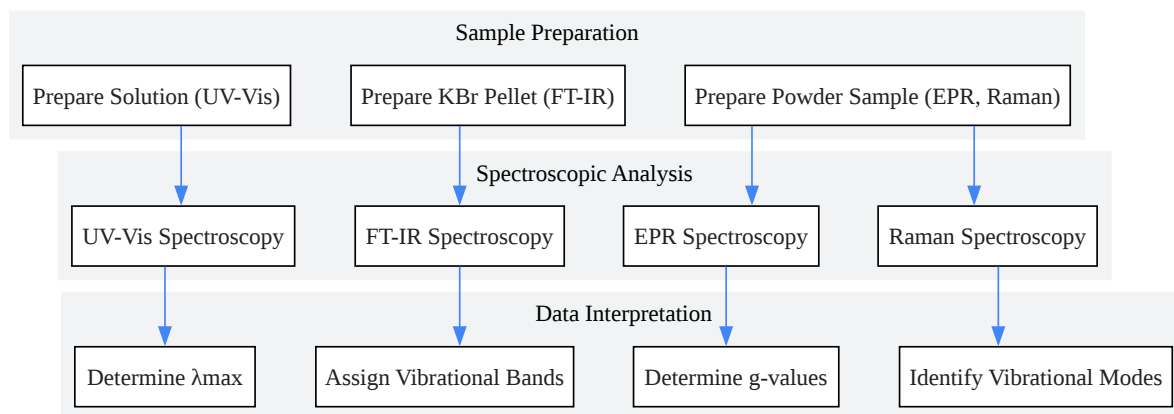 Sample Preparation
Prepare Solution (UV-Vis)
Prepare KBr Pellet (FT-IR)
Prepare Powder Sample (EPR, Raman)
Spectroscopic Analysis
UV-Vis Spectroscopy
FT-IR Spectroscopy
EPR Spectroscopy
Raman Spectroscopy
Data Interpretation
Determine λmax
Assign Vibrational Bands
Determine g-values
Identify Vibrational Modes